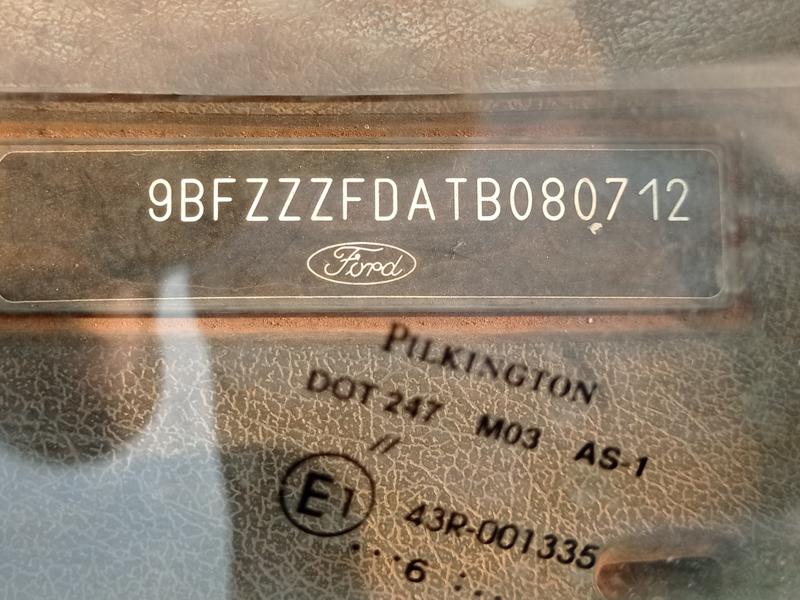 9BFZZZFDATB080712
Ford
PILKINGTON
DOT 247 M03 AS-1
//
E1 43R-001335
...6:..